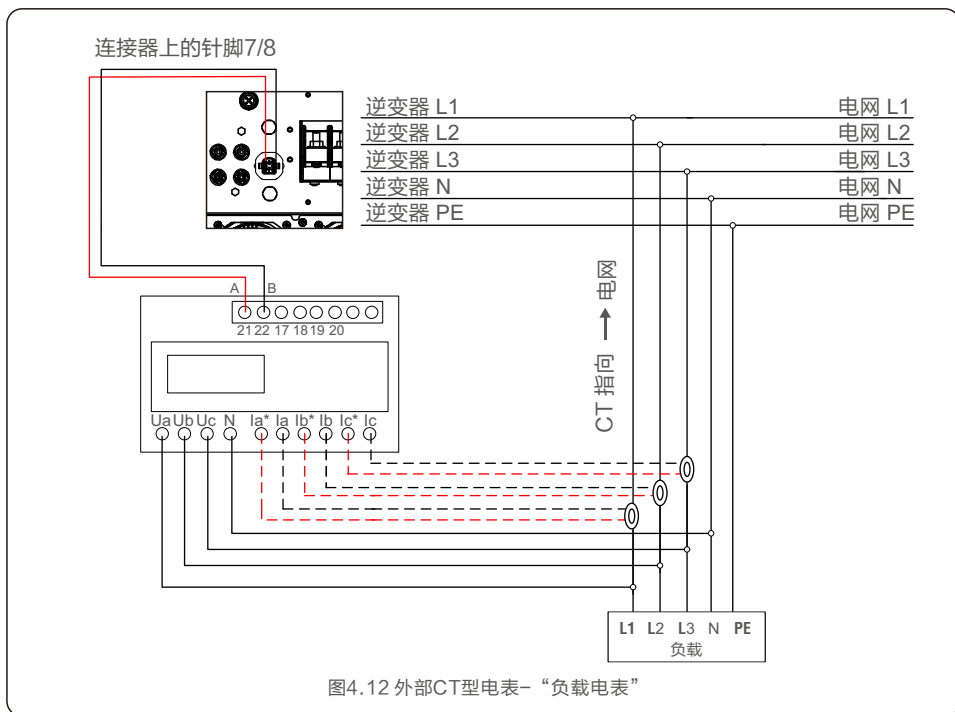 连接器上的针脚7/8
逆变器 L1
电网 L1
逆变器 L2
电网 L2
逆变器 L3
电网 L3
逆变器 N
电网 N
逆变器 PE
电网 PE
CT 指向 → 电网
A B
21 22 17 18 19 20
Ua Ub Uc N Ia* Ia Ib* Ib Ic* Ic
L1 L2 L3 N PE
负载
图4.12 外部CT型电表–“负载电表”